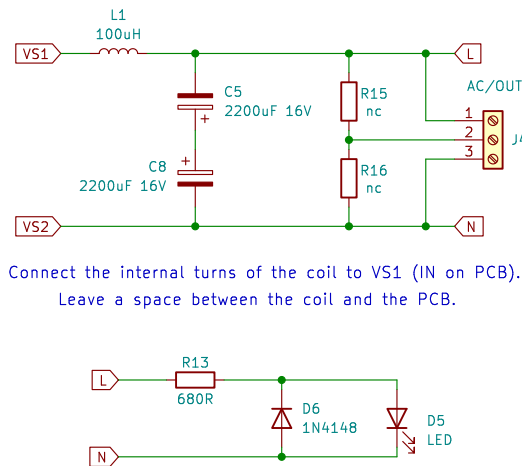 L1
100uH
VS1
L
AC/OUT
C5
2200uF 16V
+
R15
nc
1
2
3
J4
+
C8
2200uF 16V
R16
nc
VS2
N
Connect the internal turns of the coil to VS1 (IN on PCB).
Leave a space between the coil and the PCB.
R13
L
680R
D6
1N4148
D5
LED
N